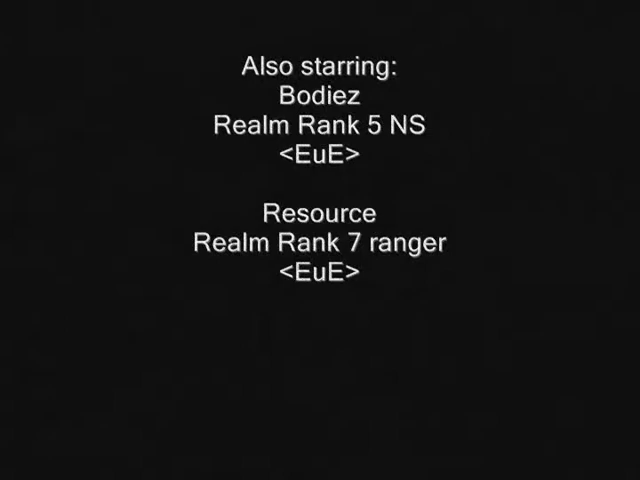 Also starring:
Bodiez
Realm Rank 5 NS
<EuE>
Resource
Realm Rank 7 ranger
<EuE>